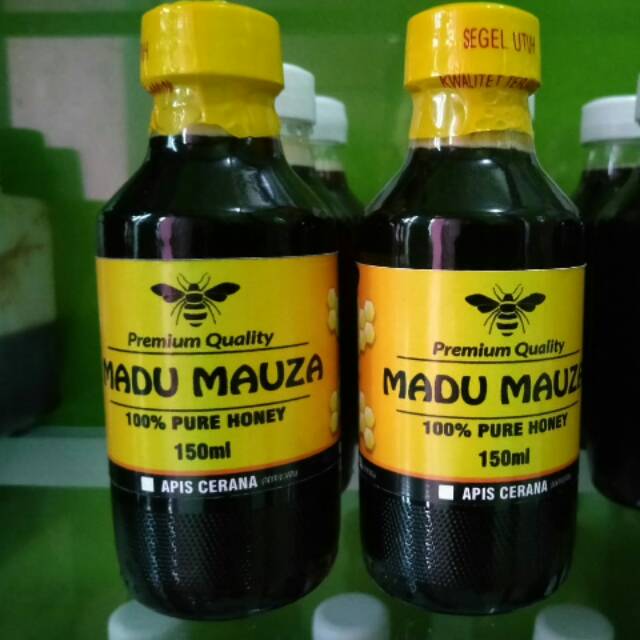 Premium Quality
MADU MAUZA
100% PURE HONEY
150ml
APIS CERANA
SEGEL UTUH
KWALITET
Premium Quality
MADU MAUZA
100% PURE HONEY
150ml
APIS CERANA